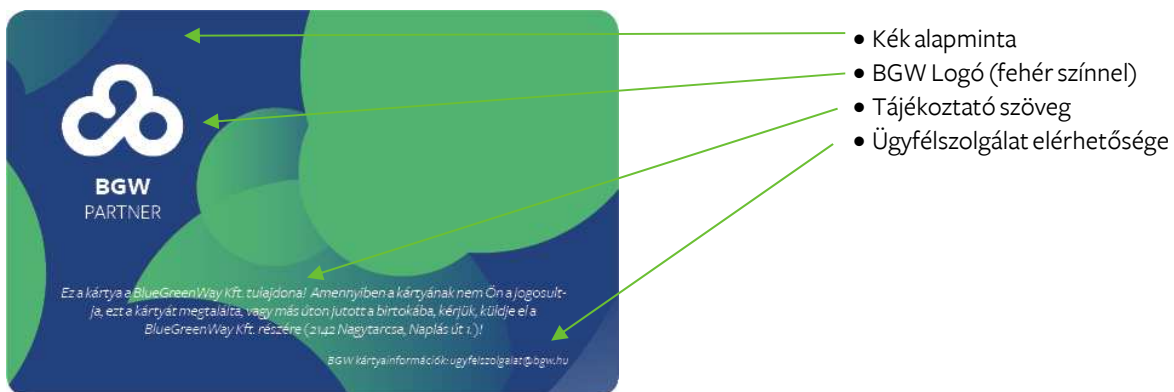 BGW
PARTNER
Ez a kártya a BlueGreenWay Kft. tulajdona! Amennyiben a kártyának nem Ön a jogosult-
ja, ezt a kártyát megtalálta, vagy más úton jutott a birtokába, kérjük, küldje el a
BlueGreenWay Kft. részére (2142 Nagytarcsa, Naplás út 1.)!
BGW kártyainformációk: ugyfelszolgalat@bgw.hu
• Kék alapminta
• BGW Logó (fehér színnel)
• Tájékoztató szöveg
• Ügyfélszolgálat elérhetősége